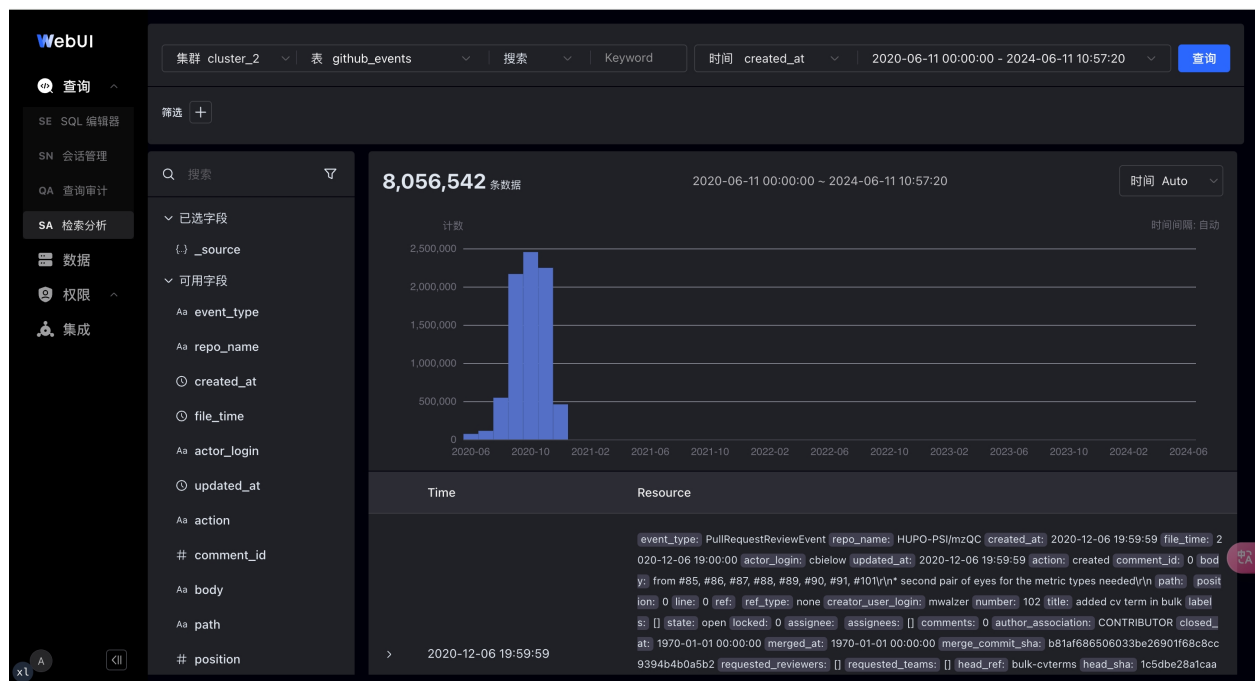 WebUI
集群 cluster_2 表 github_events 搜索 Keyword 时间 created_at 2020-06-11 00:00:00 - 2024-06-11 10:57:20 查询
查询
筛选
SE SQL 编辑器
SN 会话管理
QA 查询审计
SA 检索分析
数据
权限
集成
搜索
已选字段
{..} _source
可用字段
Aa event_type
Aa repo_name
created_at
file_time
Aa actor_login
updated_at
Aa action
# comment_id
Aa body
Aa path
# position
8,056,542 条数据
2020-06-11 00:00:00 ~ 2024-06-11 10:57:20
时间 Auto
计数
时间间隔: 自动
2,500,000
2,000,000
1,500,000
1,000,000
500,000
0
2020-06 2020-10 2021-02 2021-06 2021-10 2022-02 2022-06 2022-10 2023-02 2023-06 2023-10 2024-02 2024-06
Time Resource
event_type: PullRequestReviewEvent repo_name: HUPO-PSI/mzQC created_at: 2020-12-06 19:59:59 file_time: 2
020-12-06 19:00:00 actor_login: cbielow updated_at: 2020-12-06 19:59:59 action: created comment_id: 0 bod
y: from #85, #86, #87, #88, #89, #90, #91, #101\r\n* second pair of eyes for the metric types needed\r\n path: posit
ion: 0 line: 0 ref: ref_type: none creator_user_login: mwalzer number: 102 title: added cv term in bulk label
s: [] state: open locked: 0 assignee: assignees: [] comments: 0 author_association: CONTRIBUTOR closed_
at: 1970-01-01 00:00:00 merged_at: 1970-01-01 00:00:00 merge_commit_sha: b81af686506033be26901f68c8cc
2020-12-06 19:59:59
9394b4b0a5b2 requested_reviewers: [] requested_teams: [] head_ref: bulk-cvterms head_sha: 1c5dbe28a1caa
A
xl
中A